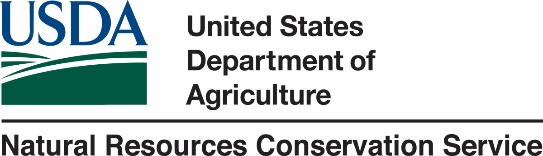 USDA
United States
Department of
Agriculture
Natural Resources Conservation Service